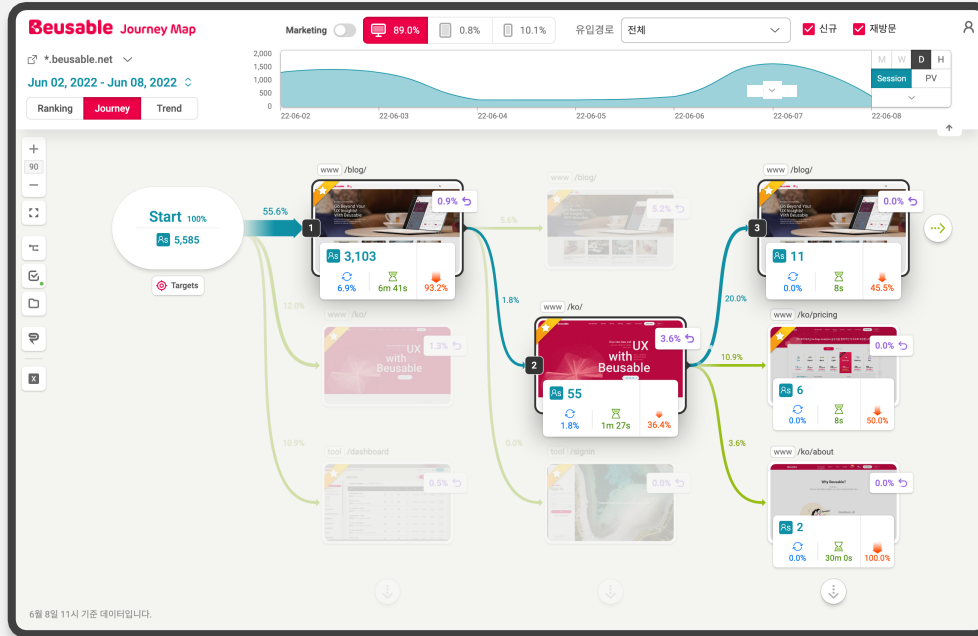 Beusable Journey Map
Marketing
89.0%
0.8%
10.1%
유입경로
전체
신규
재방문
*.beusable.net
Jun 02, 2022 - Jun 08, 2022
Ranking Journey Trend
2,000
1,500
1,000
500
0
22-06-02 22-06-03 22-06-04 22-06-05 22-06-06 22-06-07 22-06-08
M W D H
Session PV
90
Start 100%
5,585
Targets
55.6%
12.0%
10.9%
www /blog/
0.9%
1
3,103
6.9% 6m 41s 93.2%
www /ko/
1.3%
tool /dashboard
0.5%
5.6%
1.8%
0.0%
www /blog/
5.2%
www /ko/
3.6%
UX
with
Beusable
2
55
1.8% 1m 27s 36.4%
tool /signin
0.0%
20.0%
10.9%
3.6%
www /blog/
0.0%
3
11
0.0% 8s 45.5%
www /ko/pricing
0.0%
6
0.0% 8s 50.0%
www /ko/about
Why Beusable?
0.0%
2
0.0% 30m 0s 100.0%
6월 8일 11시 기준 데이터입니다.